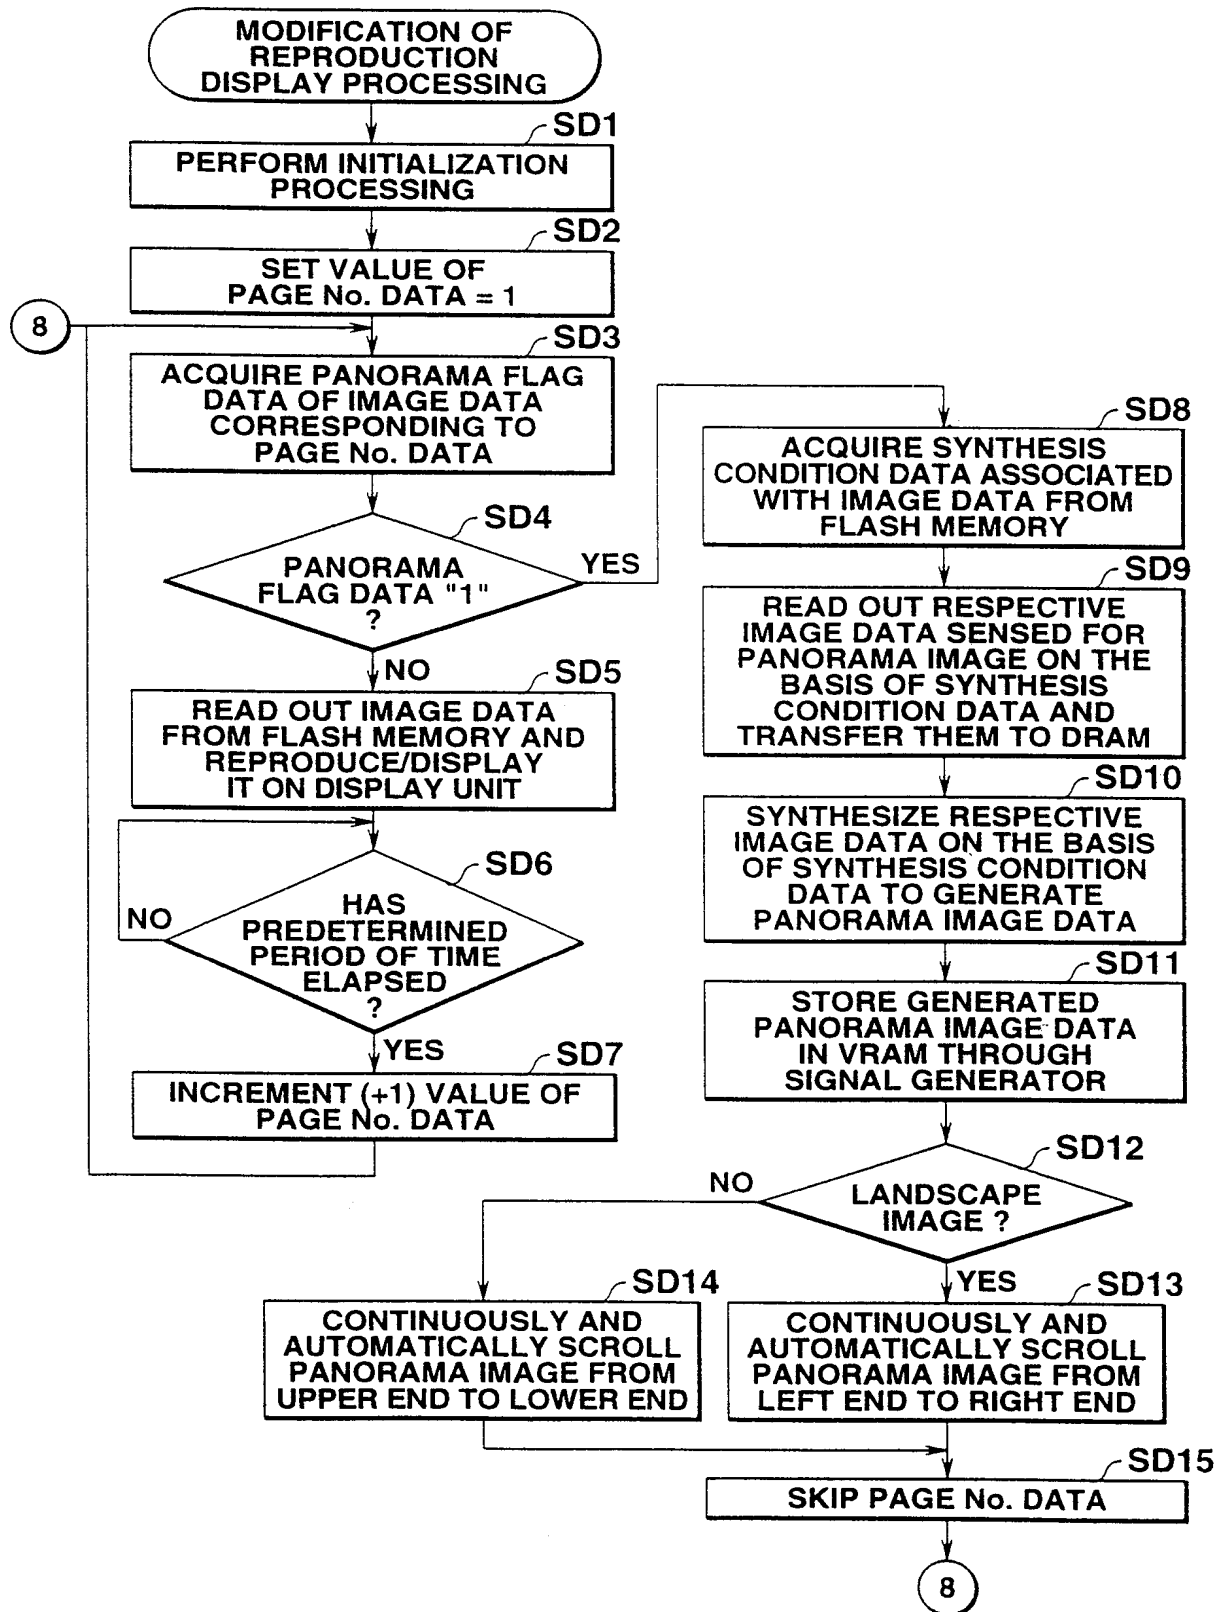 MODIFICATION OF
REPRODUCTION
DISPLAY PROCESSING
SD1
PERFORM INITIALIZATION
PROCESSING
SD2
SET VALUE OF
PAGE No. DATA = 1
8
SD3
ACQUIRE PANORAMA FLAG
DATA OF IMAGE DATA
CORRESPONDING TO
PAGE No. DATA
SD4
PANORAMA
FLAG DATA "1"
?
YES
NO
SD5
READ OUT IMAGE DATA
FROM FLASH MEMORY AND
REPRODUCE/DISPLAY
IT ON DISPLAY UNIT
SD6
HAS
PREDETERMINED
PERIOD OF TIME
ELAPSED
?
NO
YES
SD7
INCREMENT (+1) VALUE OF
PAGE No. DATA
SD8
ACQUIRE SYNTHESIS
CONDITION DATA ASSOCIATED
WITH IMAGE DATA FROM
FLASH MEMORY
SD9
READ OUT RESPECTIVE
IMAGE DATA SENSED FOR
PANORAMA IMAGE ON THE
BASIS OF SYNTHESIS
CONDITION DATA AND
TRANSFER THEM TO DRAM
SD10
SYNTHESIZE RESPECTIVE
IMAGE DATA ON THE BASIS
OF SYNTHESIS CONDITION
DATA TO GENERATE
PANORAMA IMAGE DATA
SD11
STORE GENERATED
PANORAMA IMAGE DATA
IN VRAM THROUGH
SIGNAL GENERATOR
SD12
LANDSCAPE
IMAGE ?
NO
YES
SD14
CONTINUOUSLY AND
AUTOMATICALLY SCROLL
PANORAMA IMAGE FROM
UPPER END TO LOWER END
SD13
CONTINUOUSLY AND
AUTOMATICALLY SCROLL
PANORAMA IMAGE FROM
LEFT END TO RIGHT END
SD15
SKIP PAGE No. DATA
8